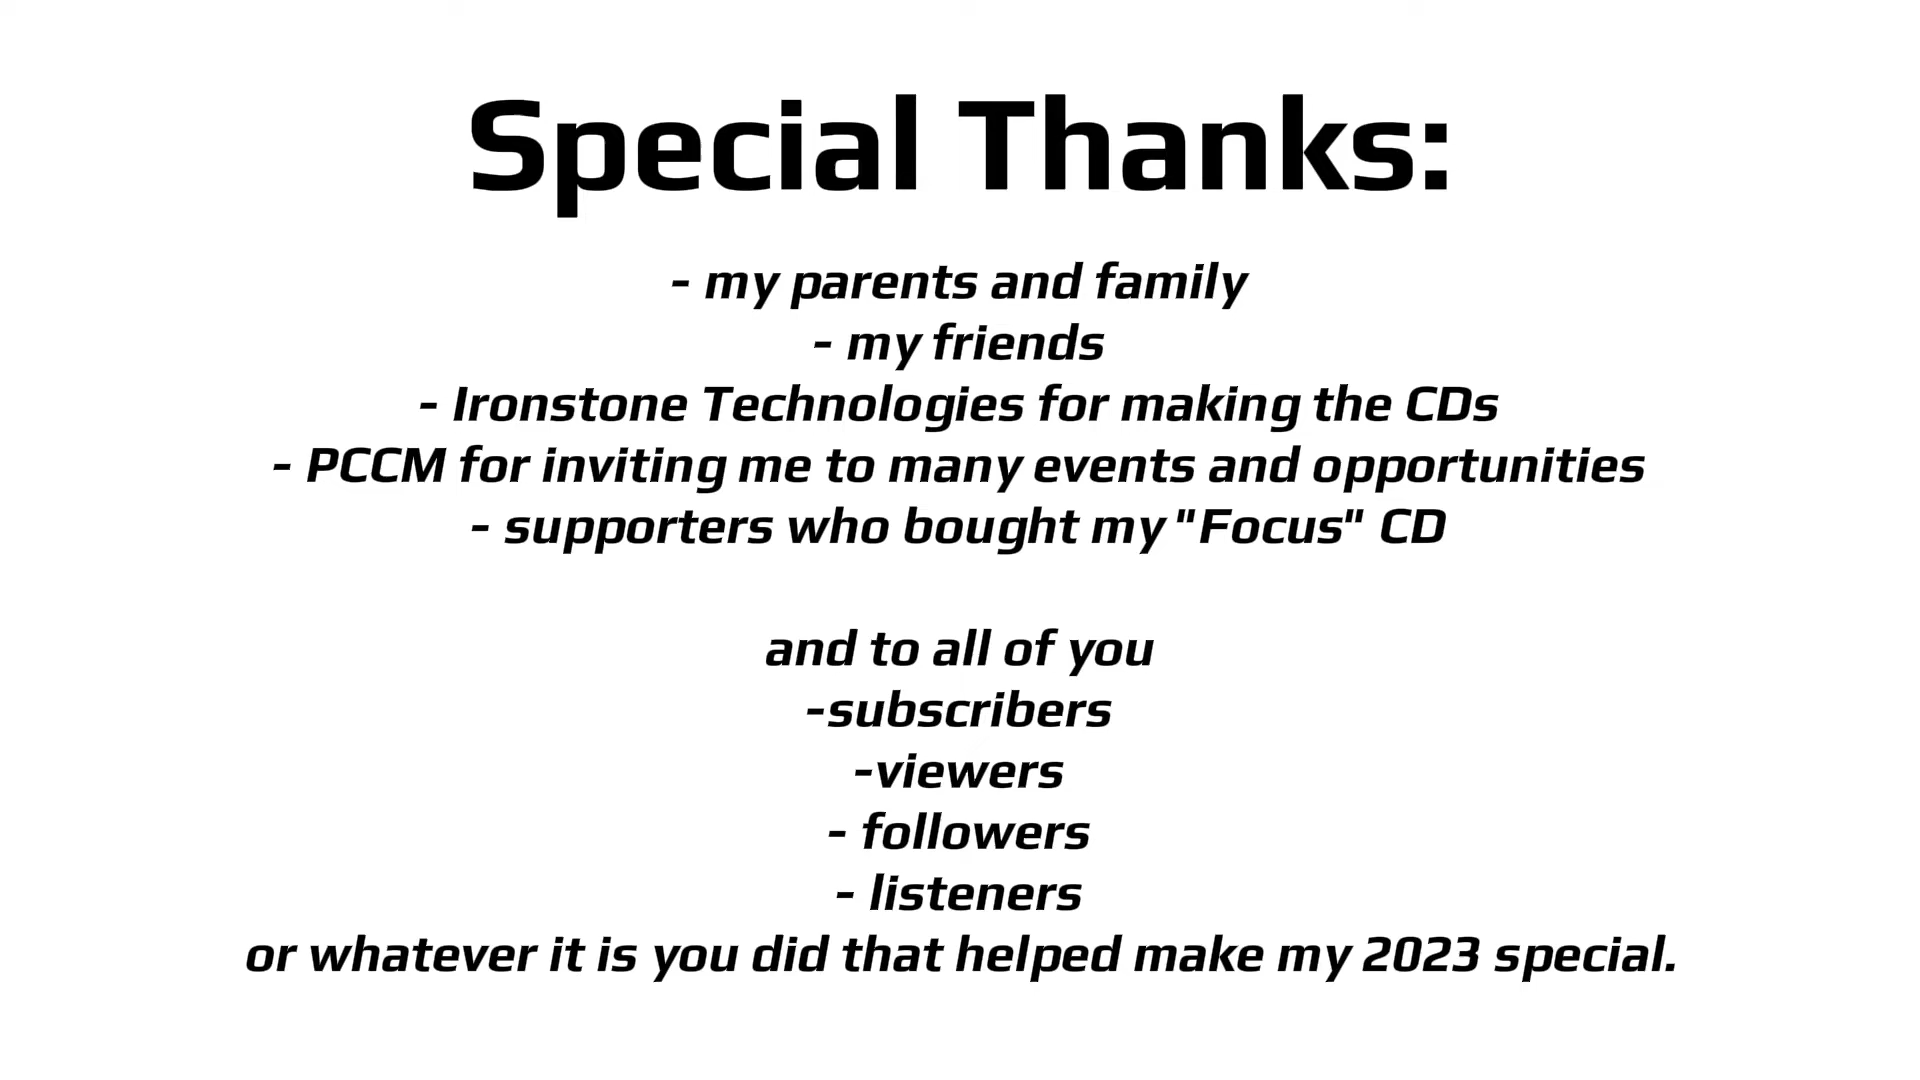 Special Thanks:
- my parents and family
- my friends
- Ironstone Technologies for making the CDs
- PCCM for inviting me to many events and opportunities
- supporters who bought my "Focus" CD
and to all of you
-subscribers
-viewers
- followers
- listeners
or whatever it is you did that helped make my 2023 special.